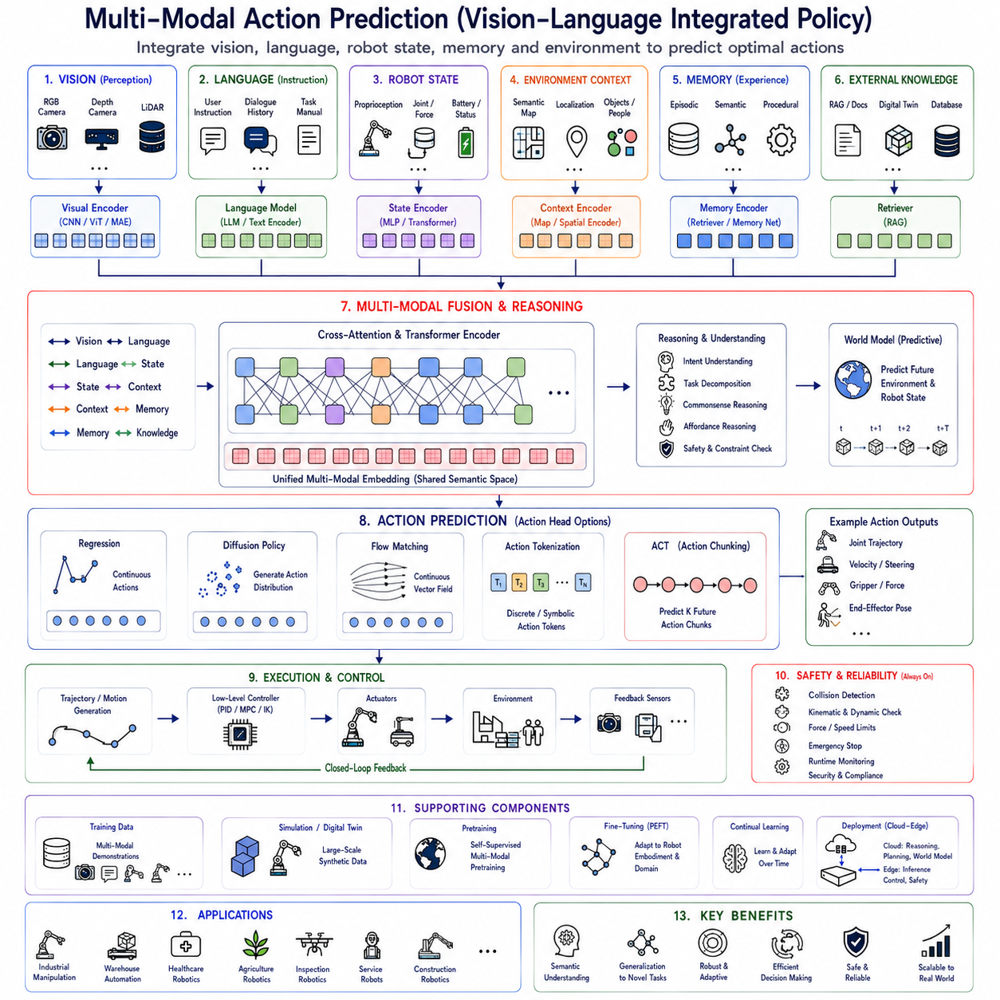 Multi-Modal Action Prediction (Vision-Language Integrated Policy)
Integrate vision, language, robot state, memory and environment to predict optimal actions
1. VISION (Perception)
RGB
Camera
Depth
Camera
LiDAR
...
2. LANGUAGE (Instruction)
User
Instruction
Dialogue
History
Task
Manual
...
3. ROBOT STATE
Proprioception
Joint /
Force
Battery /
Status
...
4. ENVIRONMENT CONTEXT
Semantic
Map
Localization
Objects /
People
...
5. MEMORY (Experience)
Episodic
Semantic
Procedural
...
6. EXTERNAL KNOWLEDGE
RAG / Docs
Digital Twin
Database
...
Visual Encoder
(CNN / ViT / MAE)
Language Model
(LLM / Text Encoder)
State Encoder
(MLP / Transformer)
Context Encoder
(Map / Spatial Encoder)
Memory Encoder
(Retriever / Memory Net)
Retriever
(RAG)
7. MULTI-MODAL FUSION & REASONING
Vision Language
Language State
State Context
Context Memory
Memory Knowledge
Cross-Attention & Transformer Encoder
...
Unified Multi-Modal Embedding (Shared Semantic Space)
Reasoning & Understanding
Intent Understanding
Task Decomposition
Commonsense Reasoning
Affordance Reasoning
Safety & Constraint Check
World Model (Predictive)
Predict Future
Environment &
Robot State
t t+1 t+2 t+T
8. ACTION PREDICTION (Action Head Options)
Regression
Continuous
Actions
Diffusion Policy
Generate Action
Distribution
Flow Matching
Continuous
Vector Field
Action Tokenization
T1 T2 T3 ... TN
Discrete / Symbolic
Action Tokens
ACT (Action Chunking)
Predict K Future
Action Chunks
Example Action Outputs
Joint Trajectory
Velocity / Steering
Gripper / Force
End-Effector Pose
...
9. EXECUTION & CONTROL
Trajectory / Motion
Generation
Low-Level Controller
(PID / MPC / IK)
Actuators
Environment
Feedback Sensors
...
Closed-Loop Feedback
10. SAFETY & RELIABILITY (Always On)
Collision Detection
Kinematic & Dynamic Check
Force / Speed Limits
Emergency Stop
Runtime Monitoring
Security & Compliance
11. SUPPORTING COMPONENTS
Training Data
Multi-Modal
Demonstrations
...
Simulation / Digital Twin
Large-Scale
Synthetic Data
Pretraining
Self-Supervised
Multi-Modal
Pretraining
Fine-Tuning (PEFT)
Adapt to Robot
Embodiment &
Domain
Continual Learning
Learn & Adapt
Over Time
Deployment (Cloud-Edge)
Cloud: Reasoning,
Planning, World Model
Edge: Inference
Control, Safety
12. APPLICATIONS
Industrial
Manipulation
Warehouse
Automation
Healthcare
Robotics
Agriculture
Robotics
Inspection
Robotics
Service
Robots
Construction
Robotics
...
13. KEY BENEFITS
Semantic
Understanding
Generalization
to Novel Tasks
Robust &
Adaptive
Efficient
Decision Making
Safe &
Reliable
Scalable to
Real World